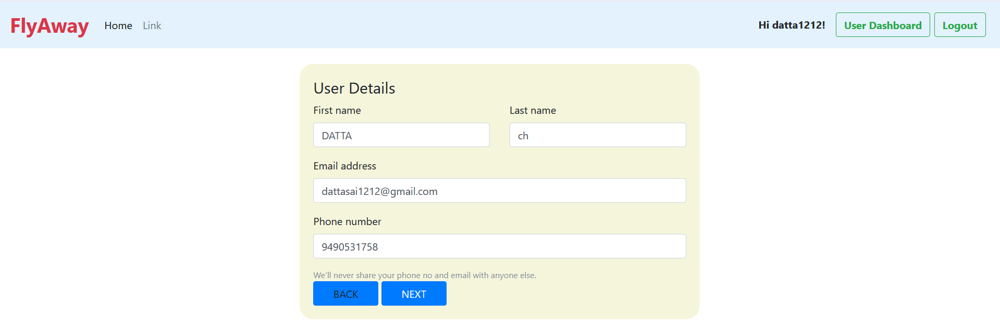 FlyAway Home Link Hi datta1212! User Dashboard Logout
User Details
First name Last name
DATTA ch
Email address
dattasai1212@gmail.com
Phone number
9490531758
We'll never share your phone no and email with anyone else.
BACK NEXT